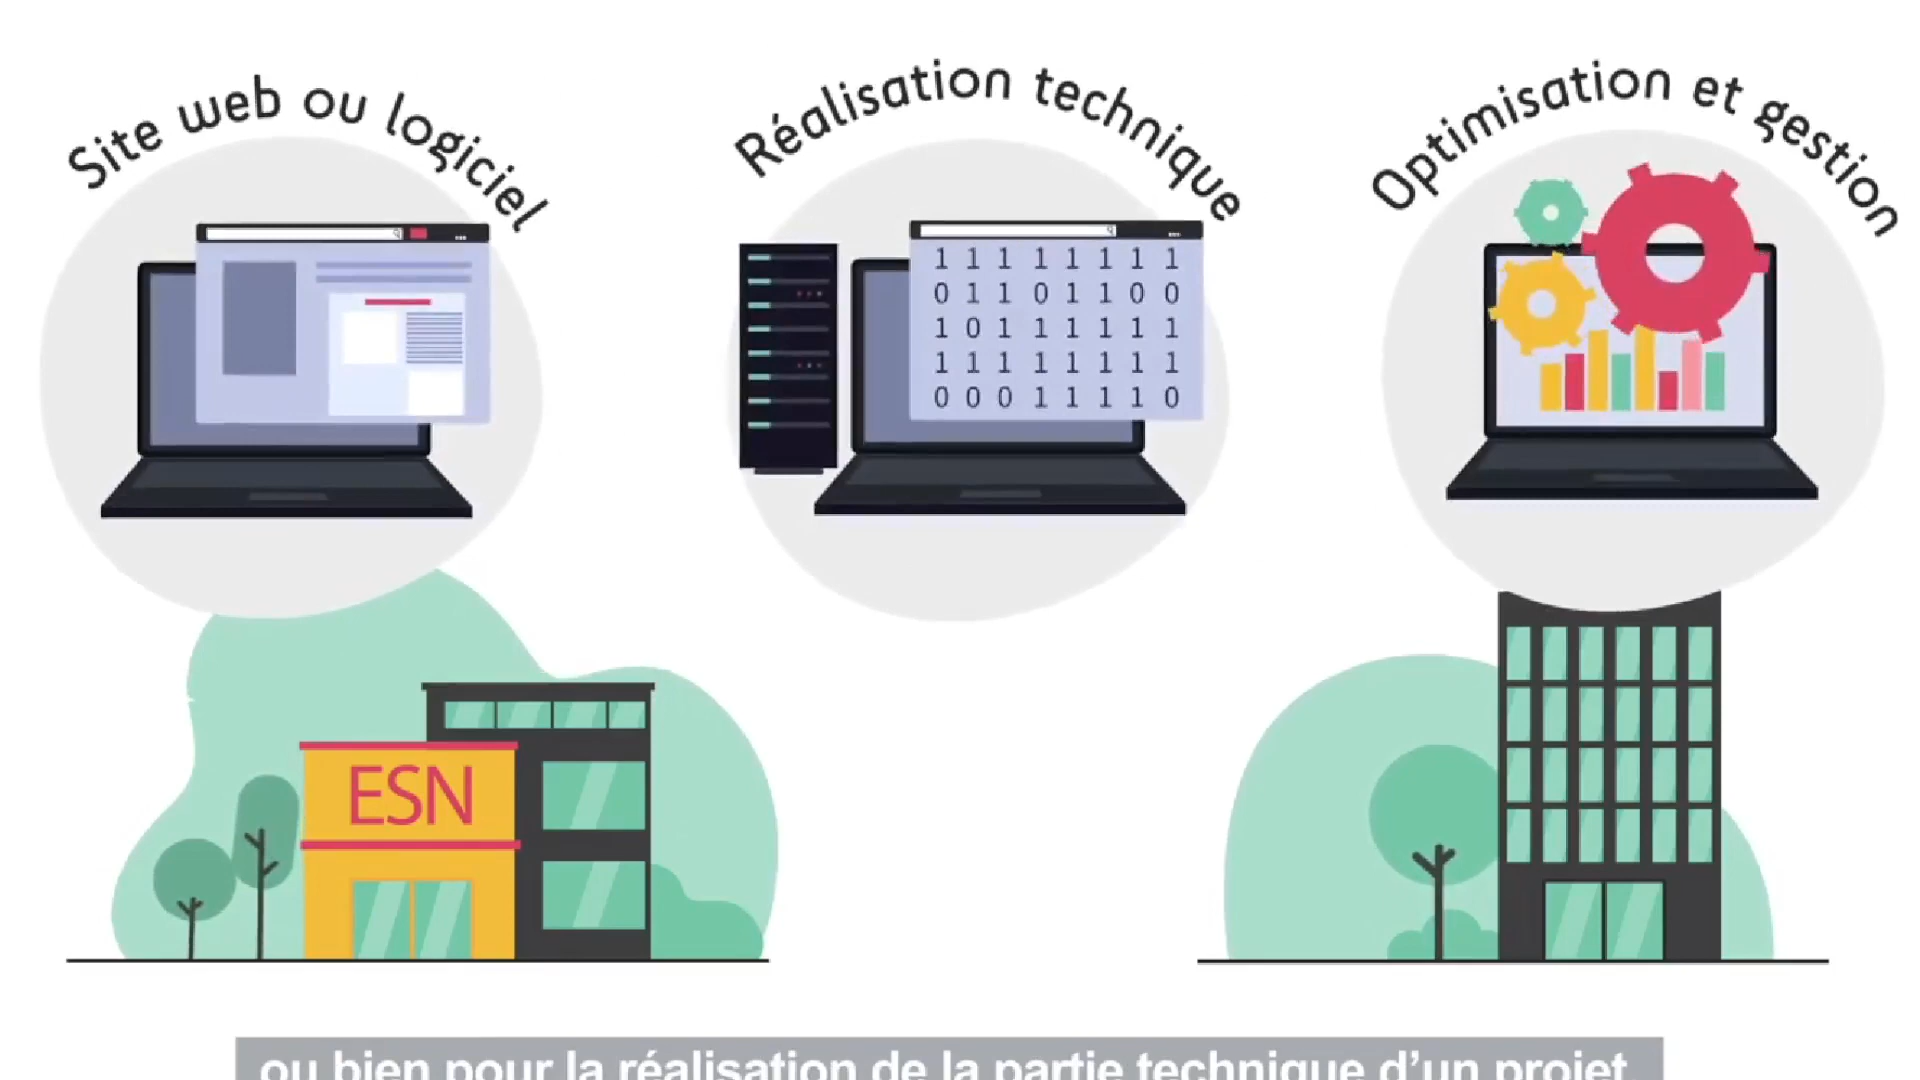 Site web ou logiciel
Réalisation technique
Optimisation et gestion
1 1 1 1 1 1 1 1
0 1 1 0 1 1 0 0
1 0 1 1 1 1 1 1
1 1 1 1 1 1 1 1
0 0 0 1 1 1 1 0
ESN
ou bien pour la réalisation de la partie technique d’un projet